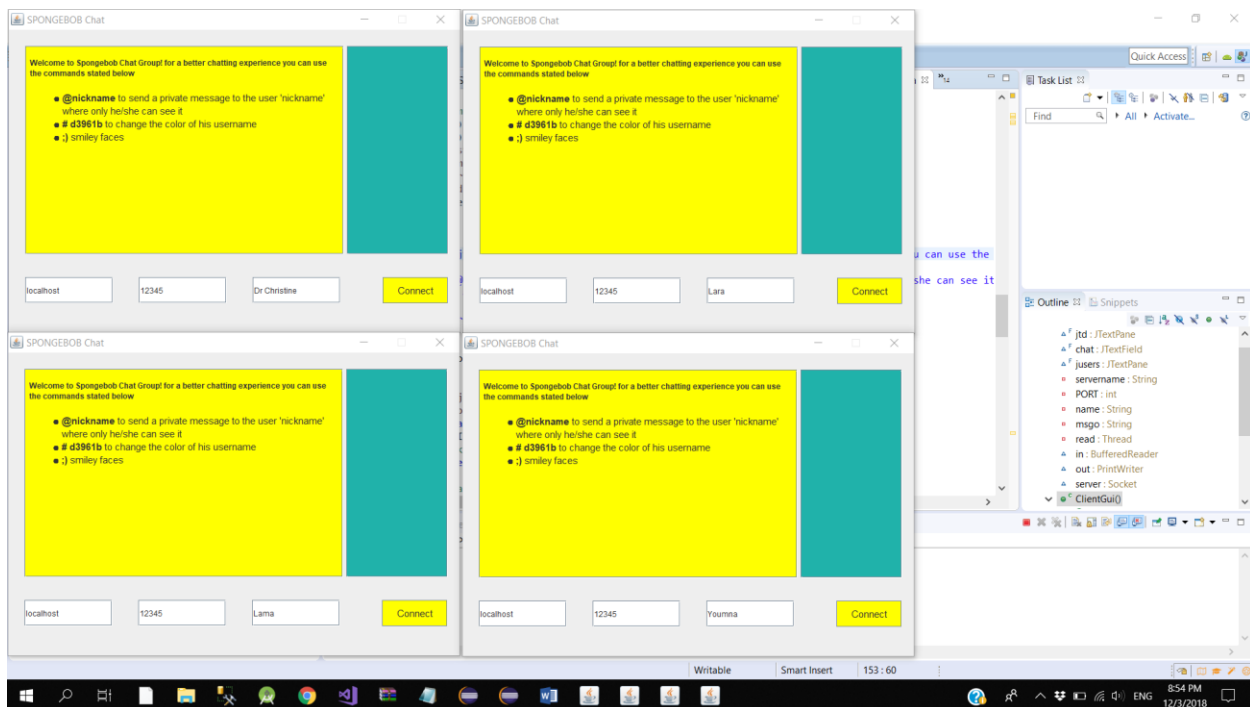 SPONGEBOB Chat
Welcome to Spongebob Chat Group! for a better chatting experience you can use
the commands stated below
@nickname to send a private message to the user 'nickname'
where only he/she can see it
# d3961b to change the color of his username
;) smiley faces
localhost
12345
Dr Christine
Connect
SPONGEBOB Chat
Welcome to Spongebob Chat Group! for a better chatting experience you can use
the commands stated below
@nickname to send a private message to the user 'nickname'
where only he/she can see it
# d3961b to change the color of his username
;) smiley faces
localhost
12345
Lara
Connect
SPONGEBOB Chat
Welcome to Spongebob Chat Group! for a better chatting experience you can use
the commands stated below
@nickname to send a private message to the user 'nickname'
where only he/she can see it
# d3961b to change the color of his username
;) smiley faces
localhost
12345
Lama
Connect
SPONGEBOB Chat
Welcome to Spongebob Chat Group! for a better chatting experience you can use
the commands stated below
@nickname to send a private message to the user 'nickname'
where only he/she can see it
# d3961b to change the color of his username
;) smiley faces
localhost
12345
Youmna
Connect
Quick Access
Task List
Find
All
Activate...
can use the
she can see it
Outline
Snippets
jtd : JTextPane
chat : JTextField
jusers : JTextPane
servername : String
PORT : int
name : String
msgo : String
read : Thread
in : BufferedReader
out : PrintWriter
server : Socket
ClientGui()
Writable
Smart Insert
153 : 60
ENG
8:54 PM
12/3/2018